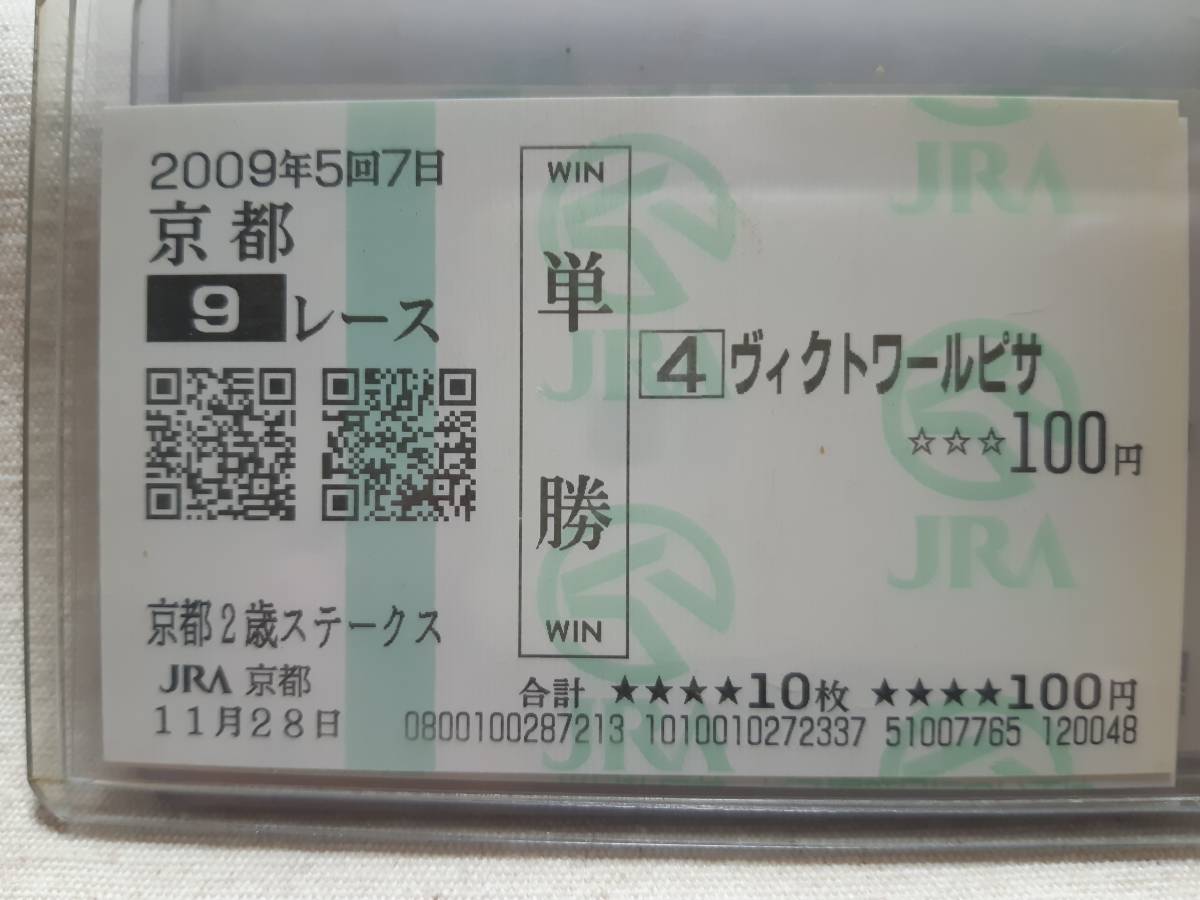 2009年5回7日
京都
9レース
京都2歳ステークス
JRA 京都
11月28日
WIN
単勝
WIN
4 ヴィクトワールピサ
☆☆☆100円
合計 ★★★★10枚 ★★★★100円
0800100287213 1010010272337 51007765 120048
JRA
JRA
JRA
JRA